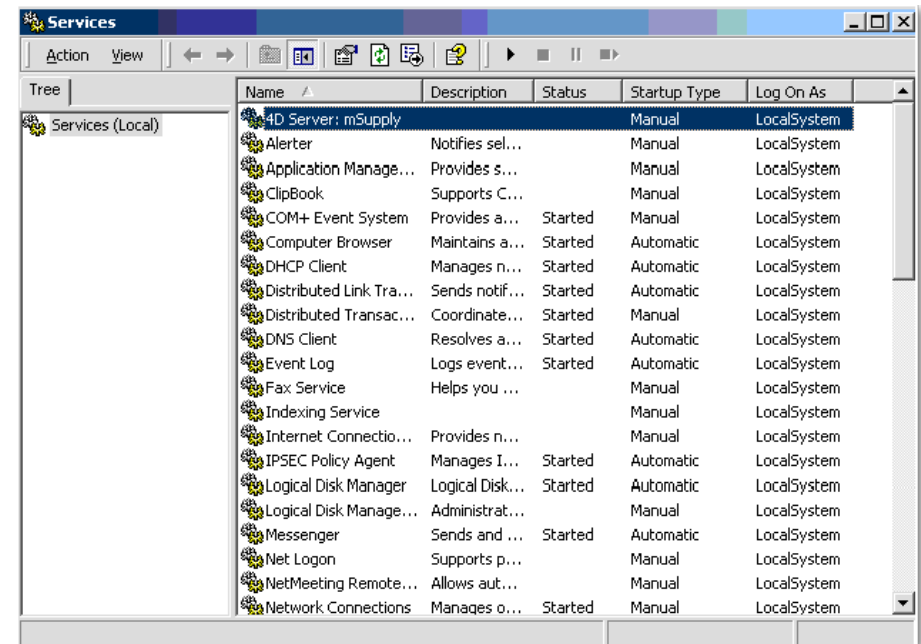 Services
Action View
Tree
Services (Local)
Name Description Status Startup Type Log On As
4D Server: mSupply Manual LocalSystem
Alerter Notifies sel... Manual LocalSystem
Application Manage... Provides s... Manual LocalSystem
ClipBook Supports C... Manual LocalSystem
COM+ Event System Provides a... Started Manual LocalSystem
Computer Browser Maintains a... Started Automatic LocalSystem
DHCP Client Manages n... Started Automatic LocalSystem
Distributed Link Tra... Sends notif... Started Automatic LocalSystem
Distributed Transac... Coordinate... Started Manual LocalSystem
DNS Client Resolves a... Started Automatic LocalSystem
Event Log Logs event... Started Automatic LocalSystem
Fax Service Helps you ... Manual LocalSystem
Indexing Service Manual LocalSystem
Internet Connectio... Provides n... Manual LocalSystem
IPSEC Policy Agent Manages I... Started Automatic LocalSystem
Logical Disk Manager Logical Disk... Started Automatic LocalSystem
Logical Disk Manage... Administrat... Manual LocalSystem
Messenger Sends and ... Started Automatic LocalSystem
Net Logon Supports p... Manual LocalSystem
NetMeeting Remote... Allows aut... Manual LocalSystem
Network Connections Manages o... Started Manual LocalSystem